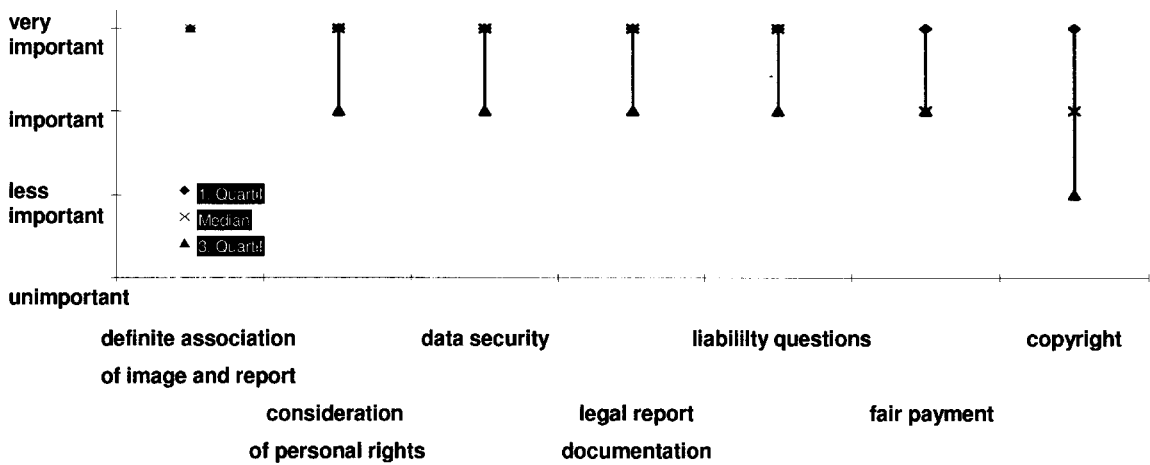 very
important
important
less
important
1. Quartil
Median
3. Quartil
unimportant
definite association
of image and report
data security
liabililty questions
copyright
consideration
of personal rights
legal report
documentation
fair payment